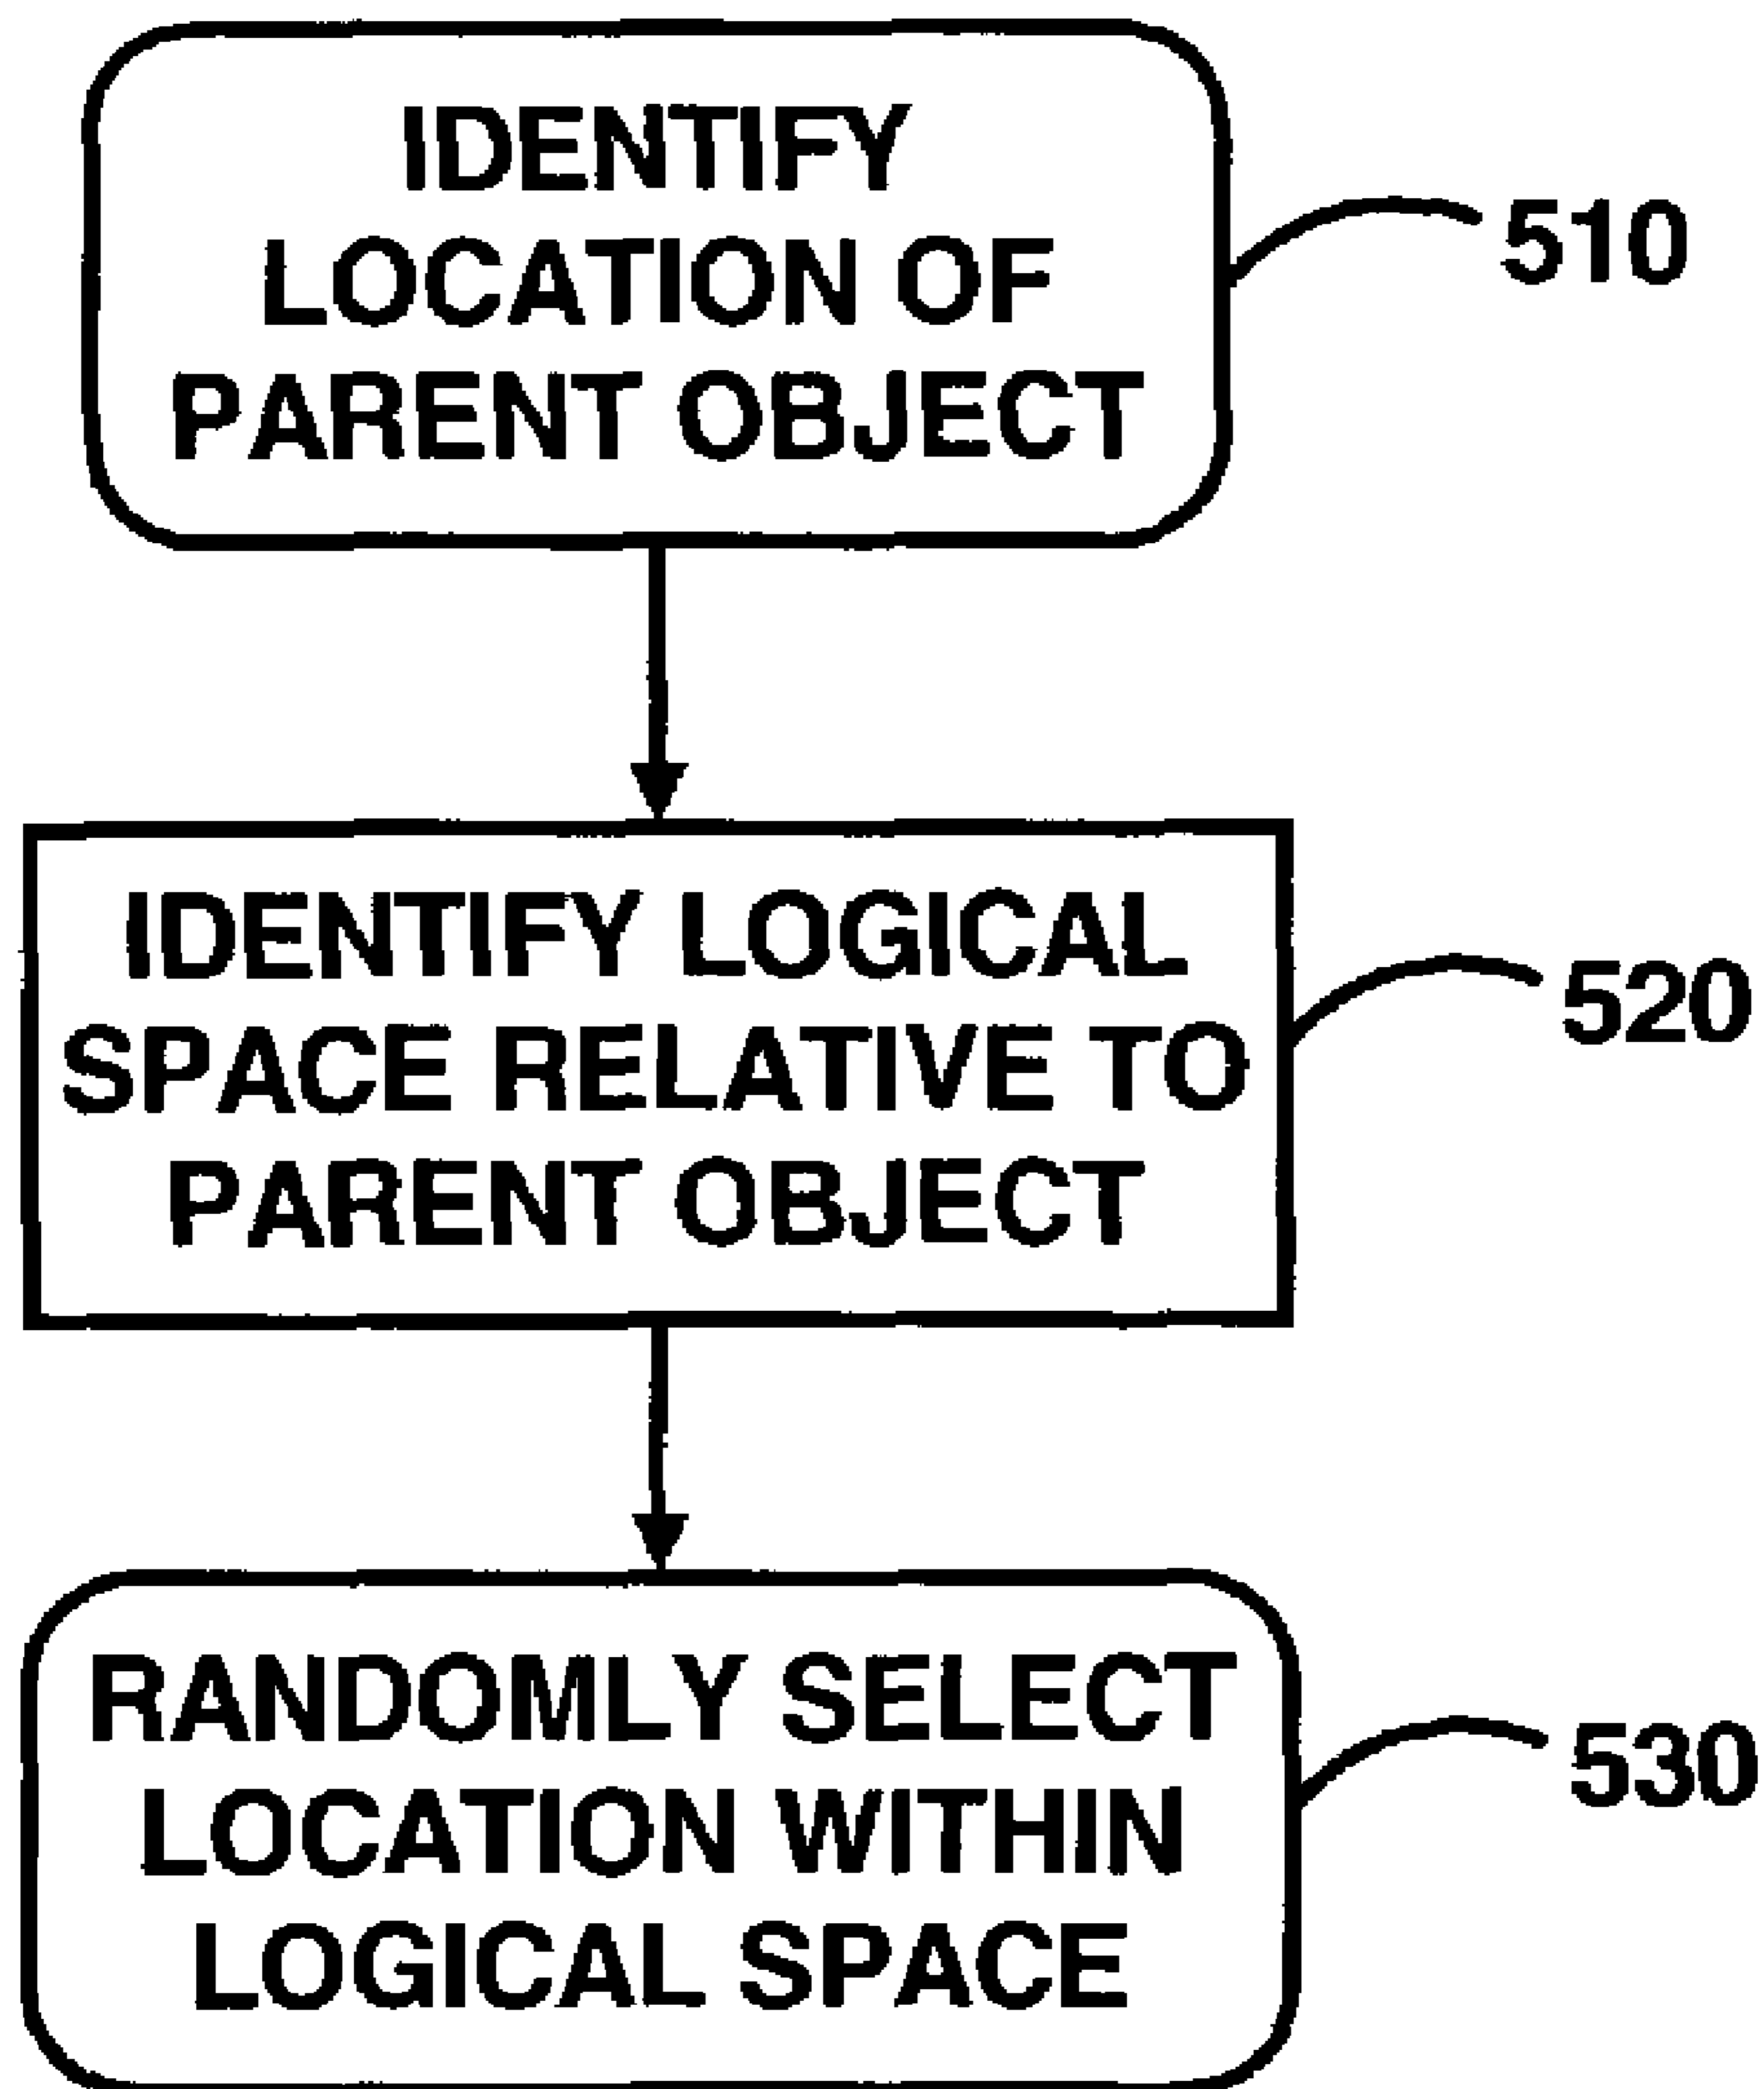 IDENTIFY
LOCATION OF
PARENT OBJECT
510
IDENTIFY LOGICAL
SPACE RELATIVE TO
PARENT OBJECT
520
RANDOMLY SELECT
LOCATION WITHIN
LOGICAL SPACE
530